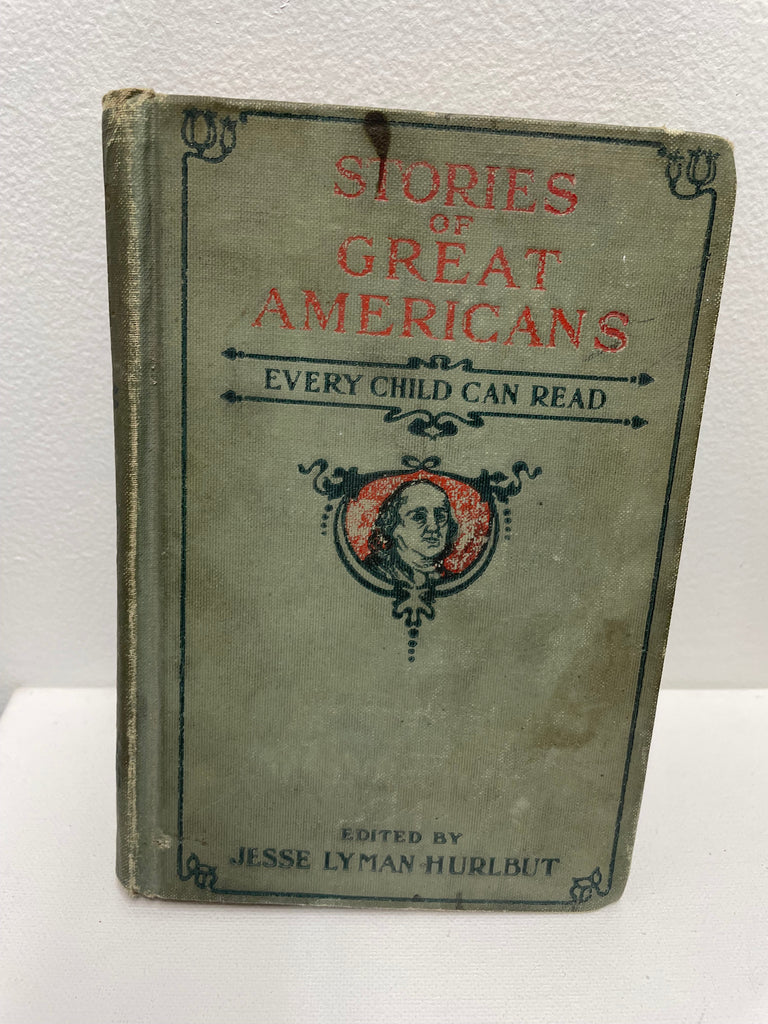 STORIES
OF
GREAT
AMERICANS
EVERY CHILD CAN READ
EDITED BY
JESSE LYMAN HURLBUT